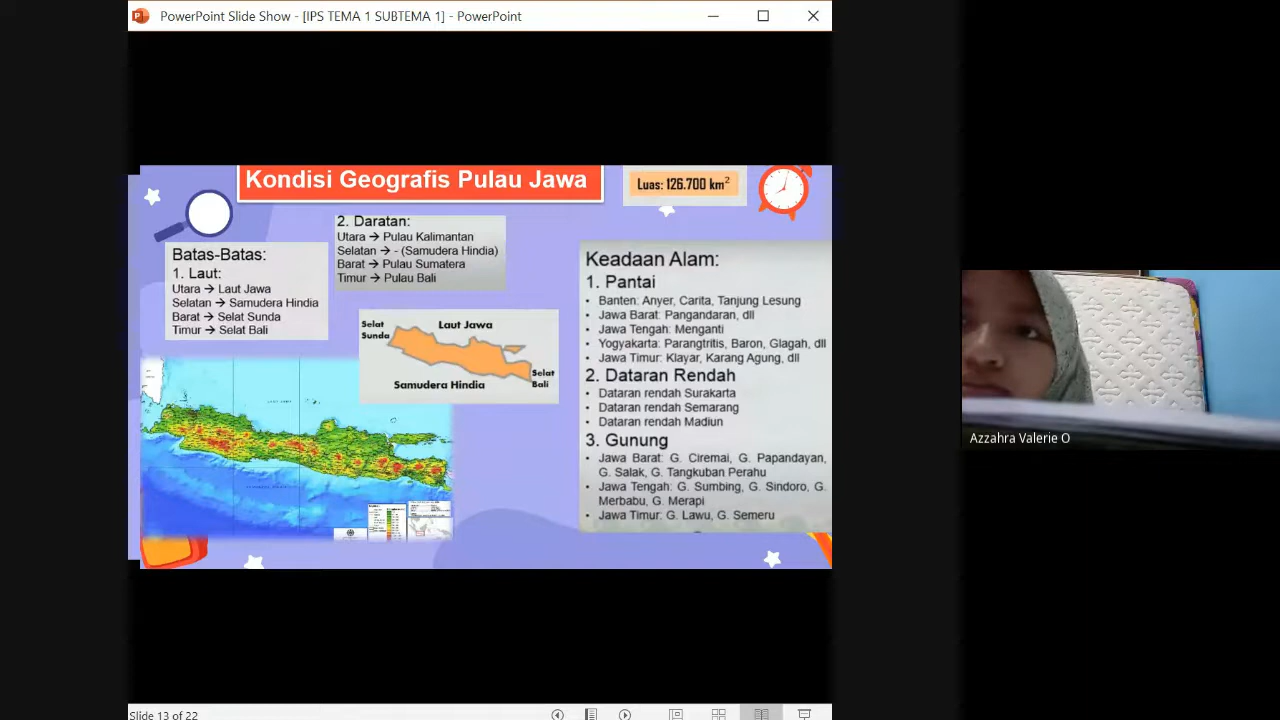 PowerPoint Slide Show - [IPS TEMA 1 SUBTEMA 1] - PowerPoint
Kondisi Geografis Pulau Jawa
Luas: 126.700 km²
Batas-Batas:
1. Laut:
Utara → Laut Jawa
Selatan → Samudera Hindia
Barat → Selat Sunda
Timur → Selat Bali
2. Daratan:
Utara → Pulau Kalimantan
Selatan → - (Samudera Hindia)
Barat → Pulau Sumatera
Timur → Pulau Bali
Selat
Sunda
Laut Jawa
Samudera Hindia
Selat
Bali
Keadaan Alam:
1. Pantai
• Banten: Anyer, Carita, Tanjung Lesung
• Jawa Barat: Pangandaran, dll
• Jawa Tengah: Menganti
• Yogyakarta: Parangtritis, Baron, Glagah, dll
• Jawa Timur: Klayar, Karang Agung, dll
2. Dataran Rendah
• Dataran rendah Surakarta
• Dataran rendah Semarang
• Dataran rendah Madiun
3. Gunung
• Jawa Barat: G. Ciremai, G. Papandayan,
G. Salak, G. Tangkuban Perahu
• Jawa Tengah: G. Sumbing, G. Sindoro, G.
Merbabu, G. Merapi
• Jawa Timur: G. Lawu, G. Semeru
Azzahra Valerie O
Slide 13 of 22